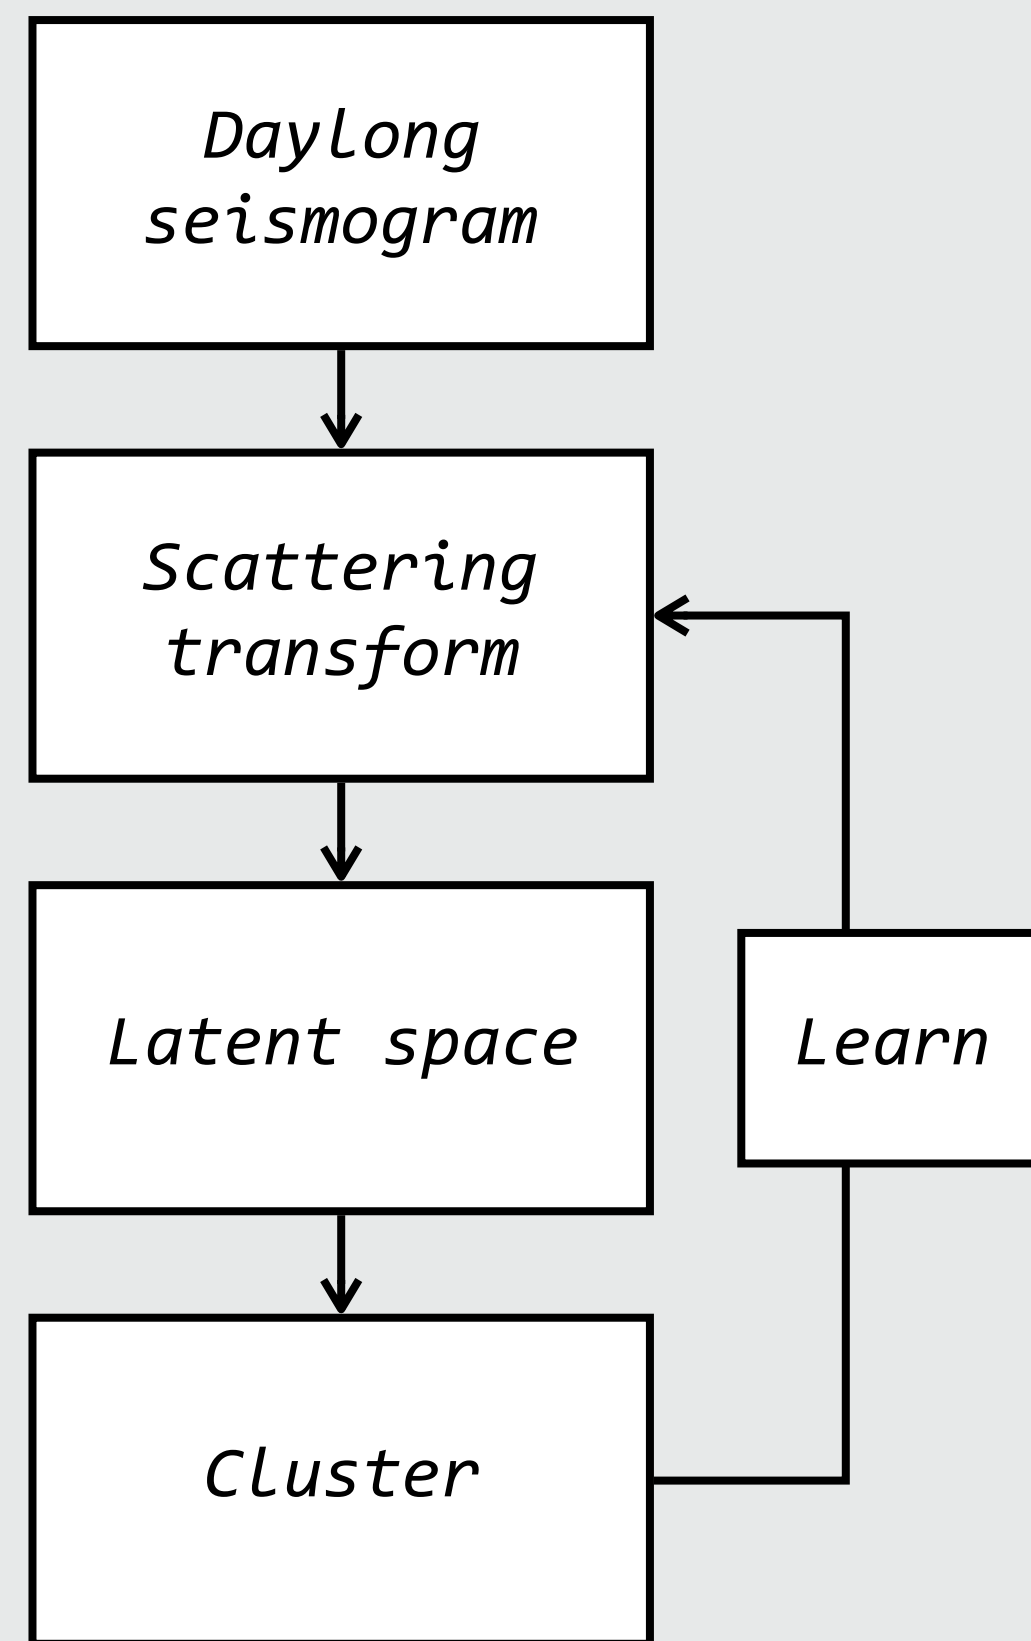 Daylong
seismogram
Scattering
transform
Latent space
Learn
Cluster